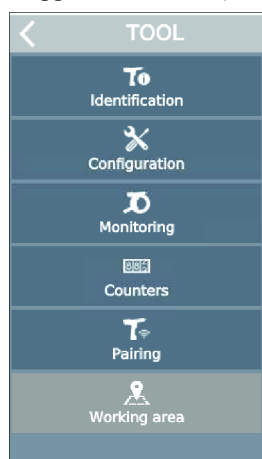 TOOL
Identification
Configuration
Monitoring
Counters
Pairing
Working area